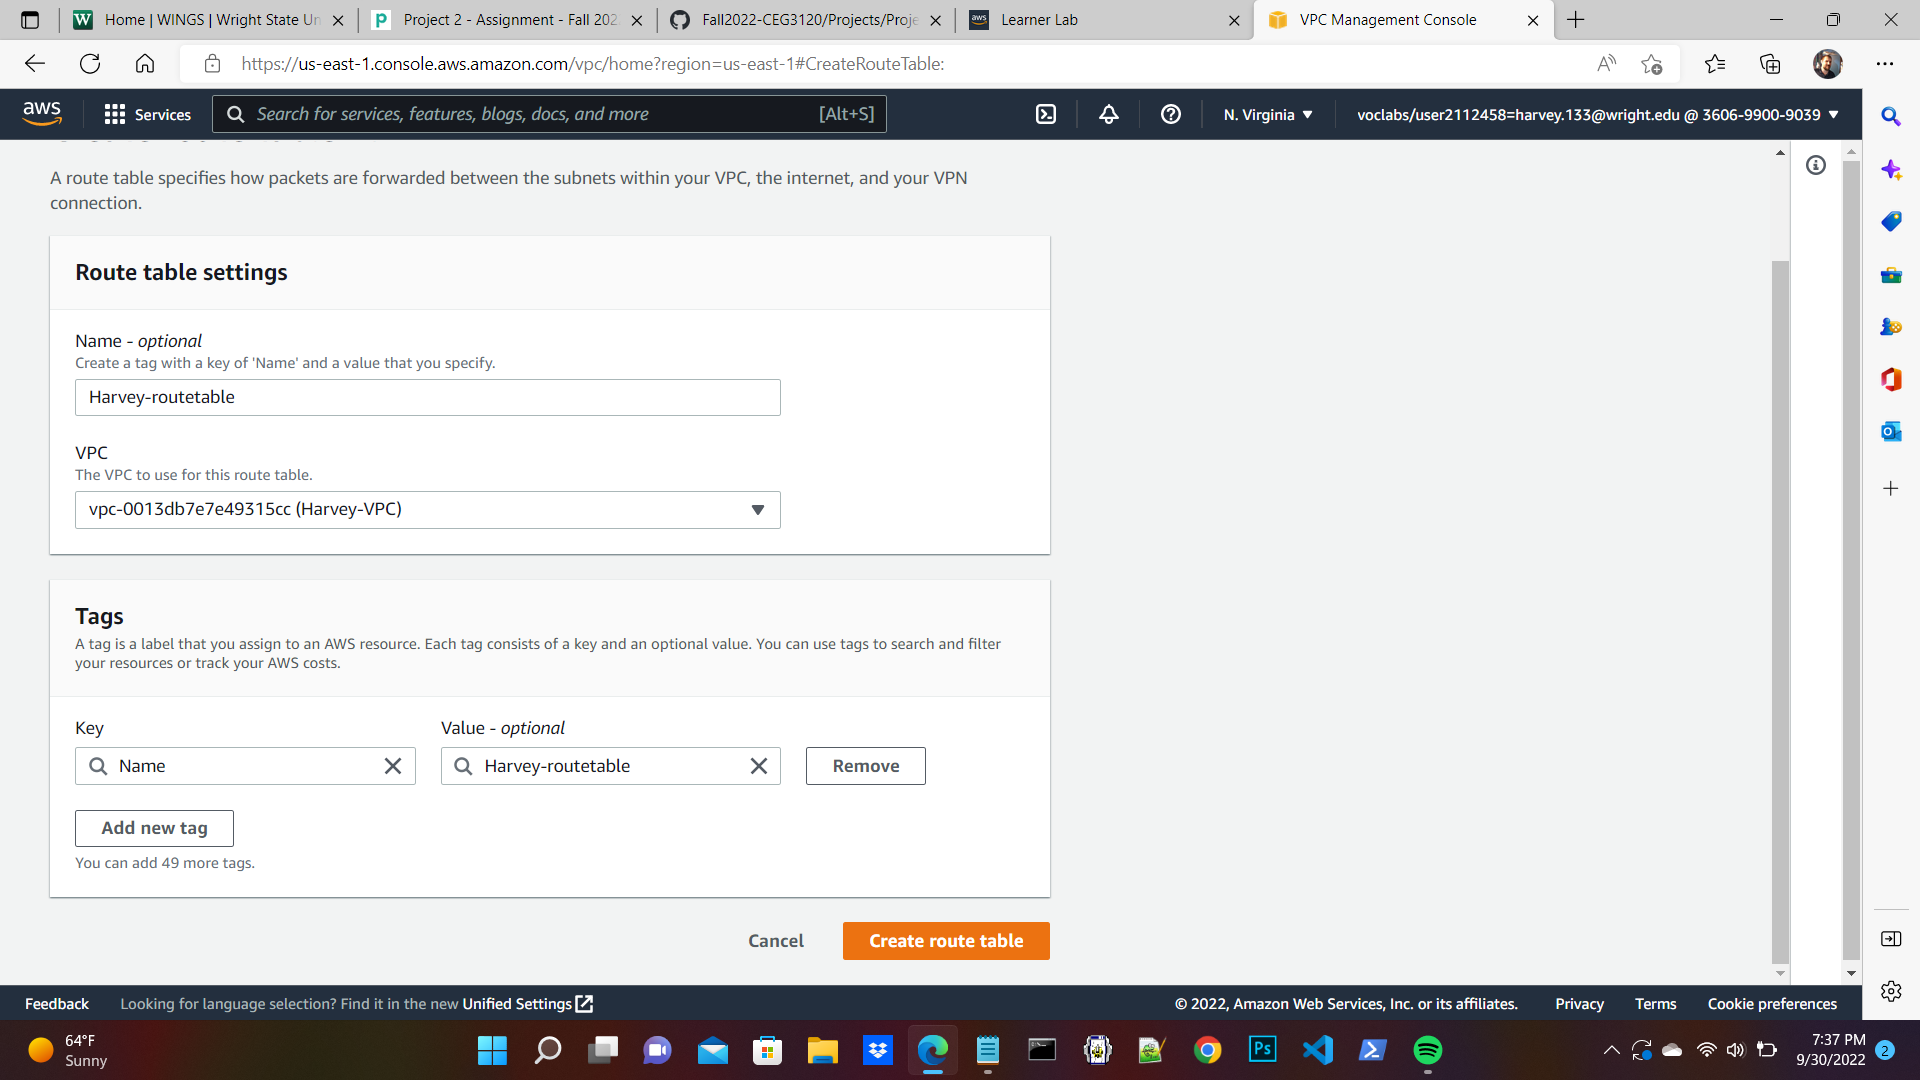 Home | WINGS | Wright State Un
Project 2 - Assignment - Fall 202
Fall2022-CEG3120/Projects/Proje
Learner Lab
VPC Management Console
https://us-east-1.console.aws.amazon.com/vpc/home?region=us-east-1#CreateRouteTable:
aws
Services
Search for services, features, blogs, docs, and more
[Alt+S]
N. Virginia
voclabs/user2112458=harvey.133@wright.edu @ 3606-9900-9039
A route table specifies how packets are forwarded between the subnets within your VPC, the internet, and your VPN
connection.
Route table settings
Name - optional
Create a tag with a key of 'Name' and a value that you specify.
Harvey-routetable
VPC
The VPC to use for this route table.
vpc-0013db7e7e49315cc (Harvey-VPC)
Tags
A tag is a label that you assign to an AWS resource. Each tag consists of a key and an optional value. You can use tags to search and filter
your resources or track your AWS costs.
Key
Value - optional
Name
Harvey-routetable
Remove
Add new tag
You can add 49 more tags.
Cancel
Create route table
Feedback
Looking for language selection? Find it in the new Unified Settings
© 2022, Amazon Web Services, Inc. or its affiliates.
Privacy
Terms
Cookie preferences
64°F
Sunny
Ps
7:37 PM
9/30/2022
2